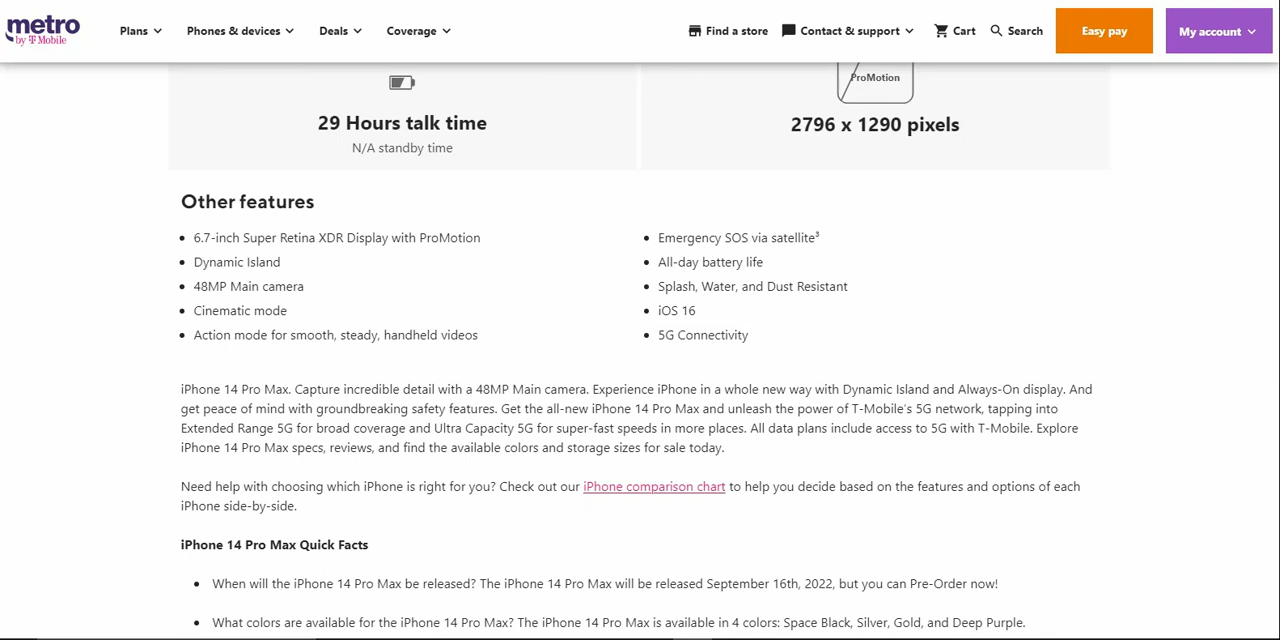 metro
by T Mobile
Plans
Phones & devices
Deals
Coverage
Find a store
Contact & support
Cart
Search
Easy pay
My account
29 Hours talk time
N/A standby time
ProMotion
2796 x 1290 pixels
Other features
6.7-inch Super Retina XDR Display with ProMotion
Dynamic Island
48MP Main camera
Cinematic mode
Action mode for smooth, steady, handheld videos
Emergency SOS via satellite³
All-day battery life
Splash, Water, and Dust Resistant
iOS 16
5G Connectivity
iPhone 14 Pro Max. Capture incredible detail with a 48MP Main camera. Experience iPhone in a whole new way with Dynamic Island and Always-On display. And
get peace of mind with groundbreaking safety features. Get the all-new iPhone 14 Pro Max and unleash the power of T-Mobile's 5G network, tapping into
Extended Range 5G for broad coverage and Ultra Capacity 5G for super-fast speeds in more places. All data plans include access to 5G with T-Mobile. Explore
iPhone 14 Pro Max specs, reviews, and find the available colors and storage sizes for sale today.
Need help with choosing which iPhone is right for you? Check out our iPhone comparison chart to help you decide based on the features and options of each
iPhone side-by-side.
iPhone 14 Pro Max Quick Facts
When will the iPhone 14 Pro Max be released? The iPhone 14 Pro Max will be released September 16th, 2022, but you can Pre-Order now!
What colors are available for the iPhone 14 Pro Max? The iPhone 14 Pro Max is available in 4 colors: Space Black, Silver, Gold, and Deep Purple.